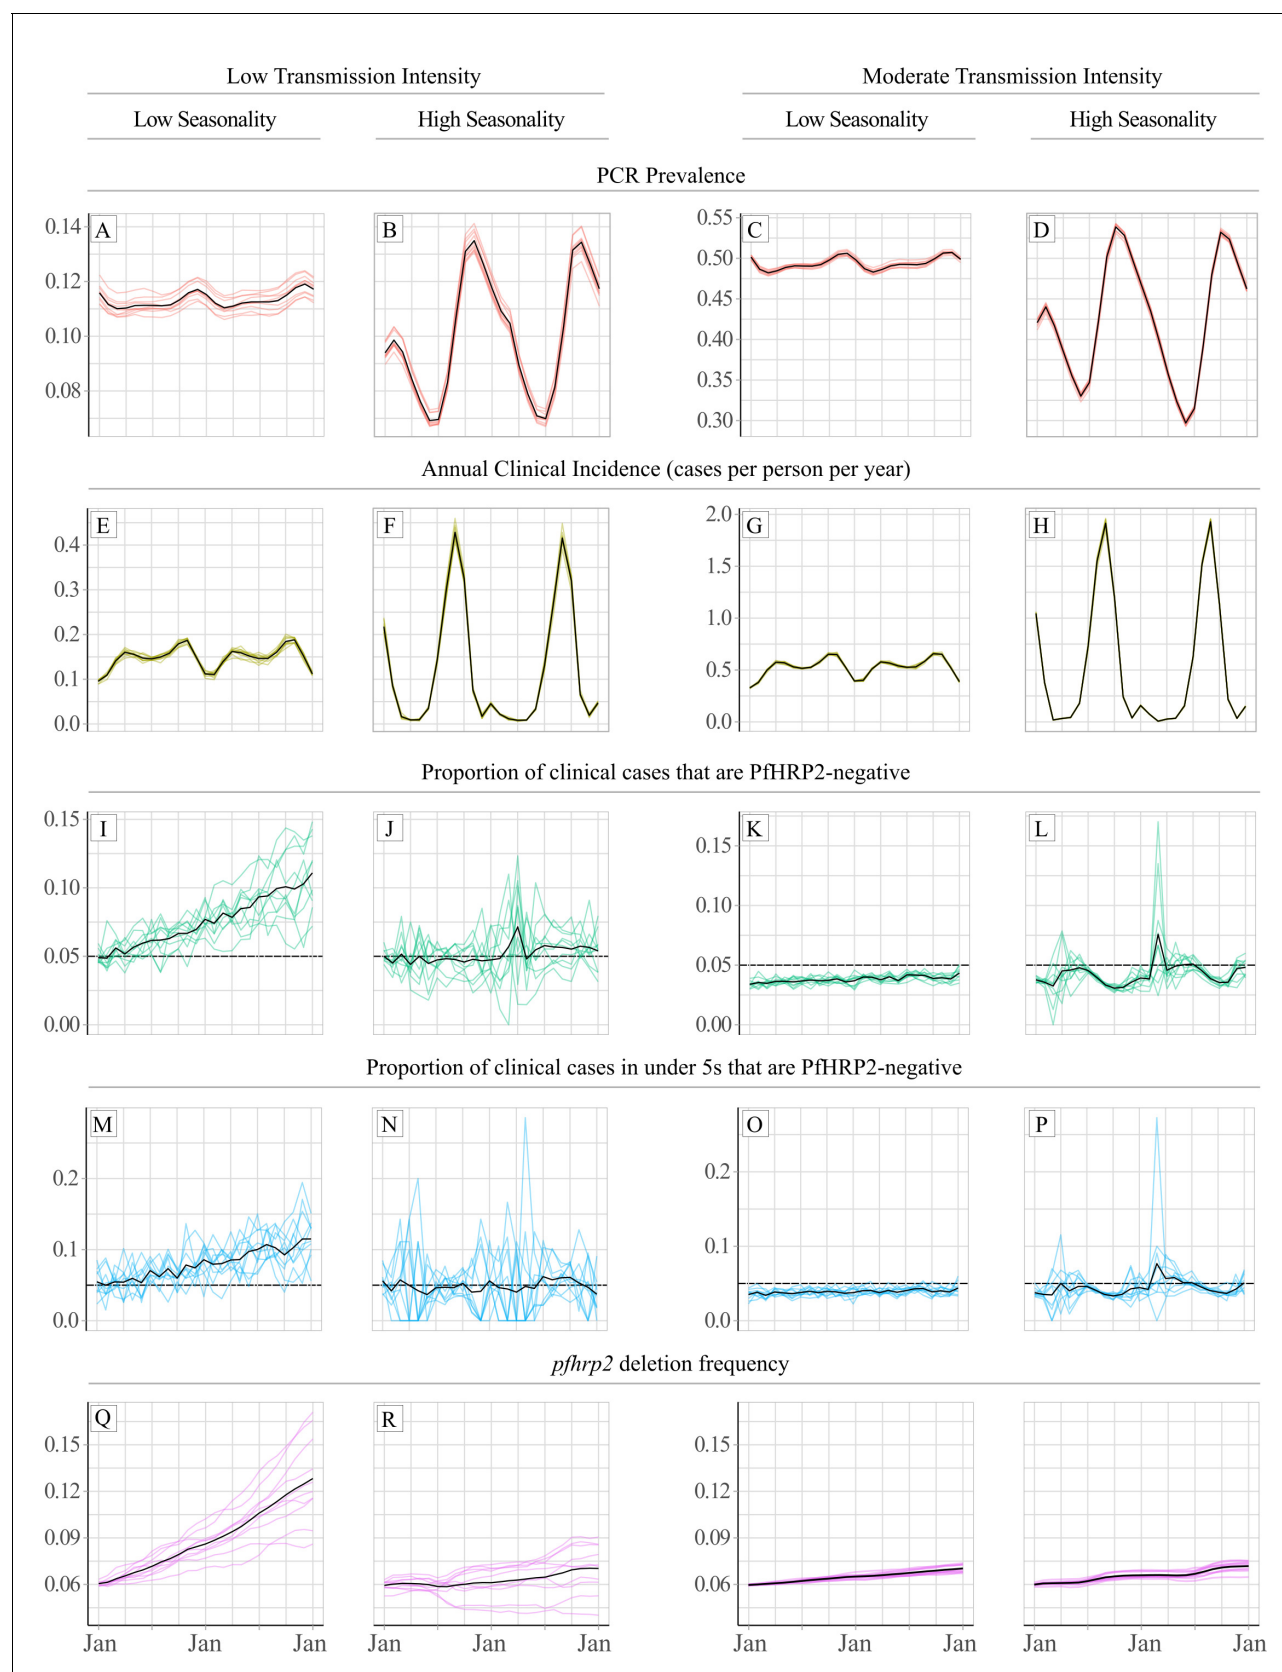 Low Transmission Intensity Moderate Transmission Intensity
Low Seasonality High Seasonality Low Seasonality High Seasonality
PCR Prevalence
A B C D
0.14 0.12 0.10 0.08
0.55 0.50 0.45 0.40 0.35 0.30
Annual Clinical Incidence (cases per person per year)
E F G H
0.4 0.3 0.2 0.1 0.0
2.0 1.5 1.0 0.5 0.0
Proportion of clinical cases that are PfHRP2-negative
I J K L
0.15 0.10 0.05 0.00
0.15 0.10 0.05 0.00
Proportion of clinical cases in under 5s that are PfHRP2-negative
M N O P
0.2 0.1 0.0
0.2 0.1 0.0
pfhrp2 deletion frequency
Q R
0.15 0.12 0.09 0.06
0.15 0.12 0.09 0.06
Jan Jan Jan Jan Jan Jan Jan Jan Jan Jan Jan Jan